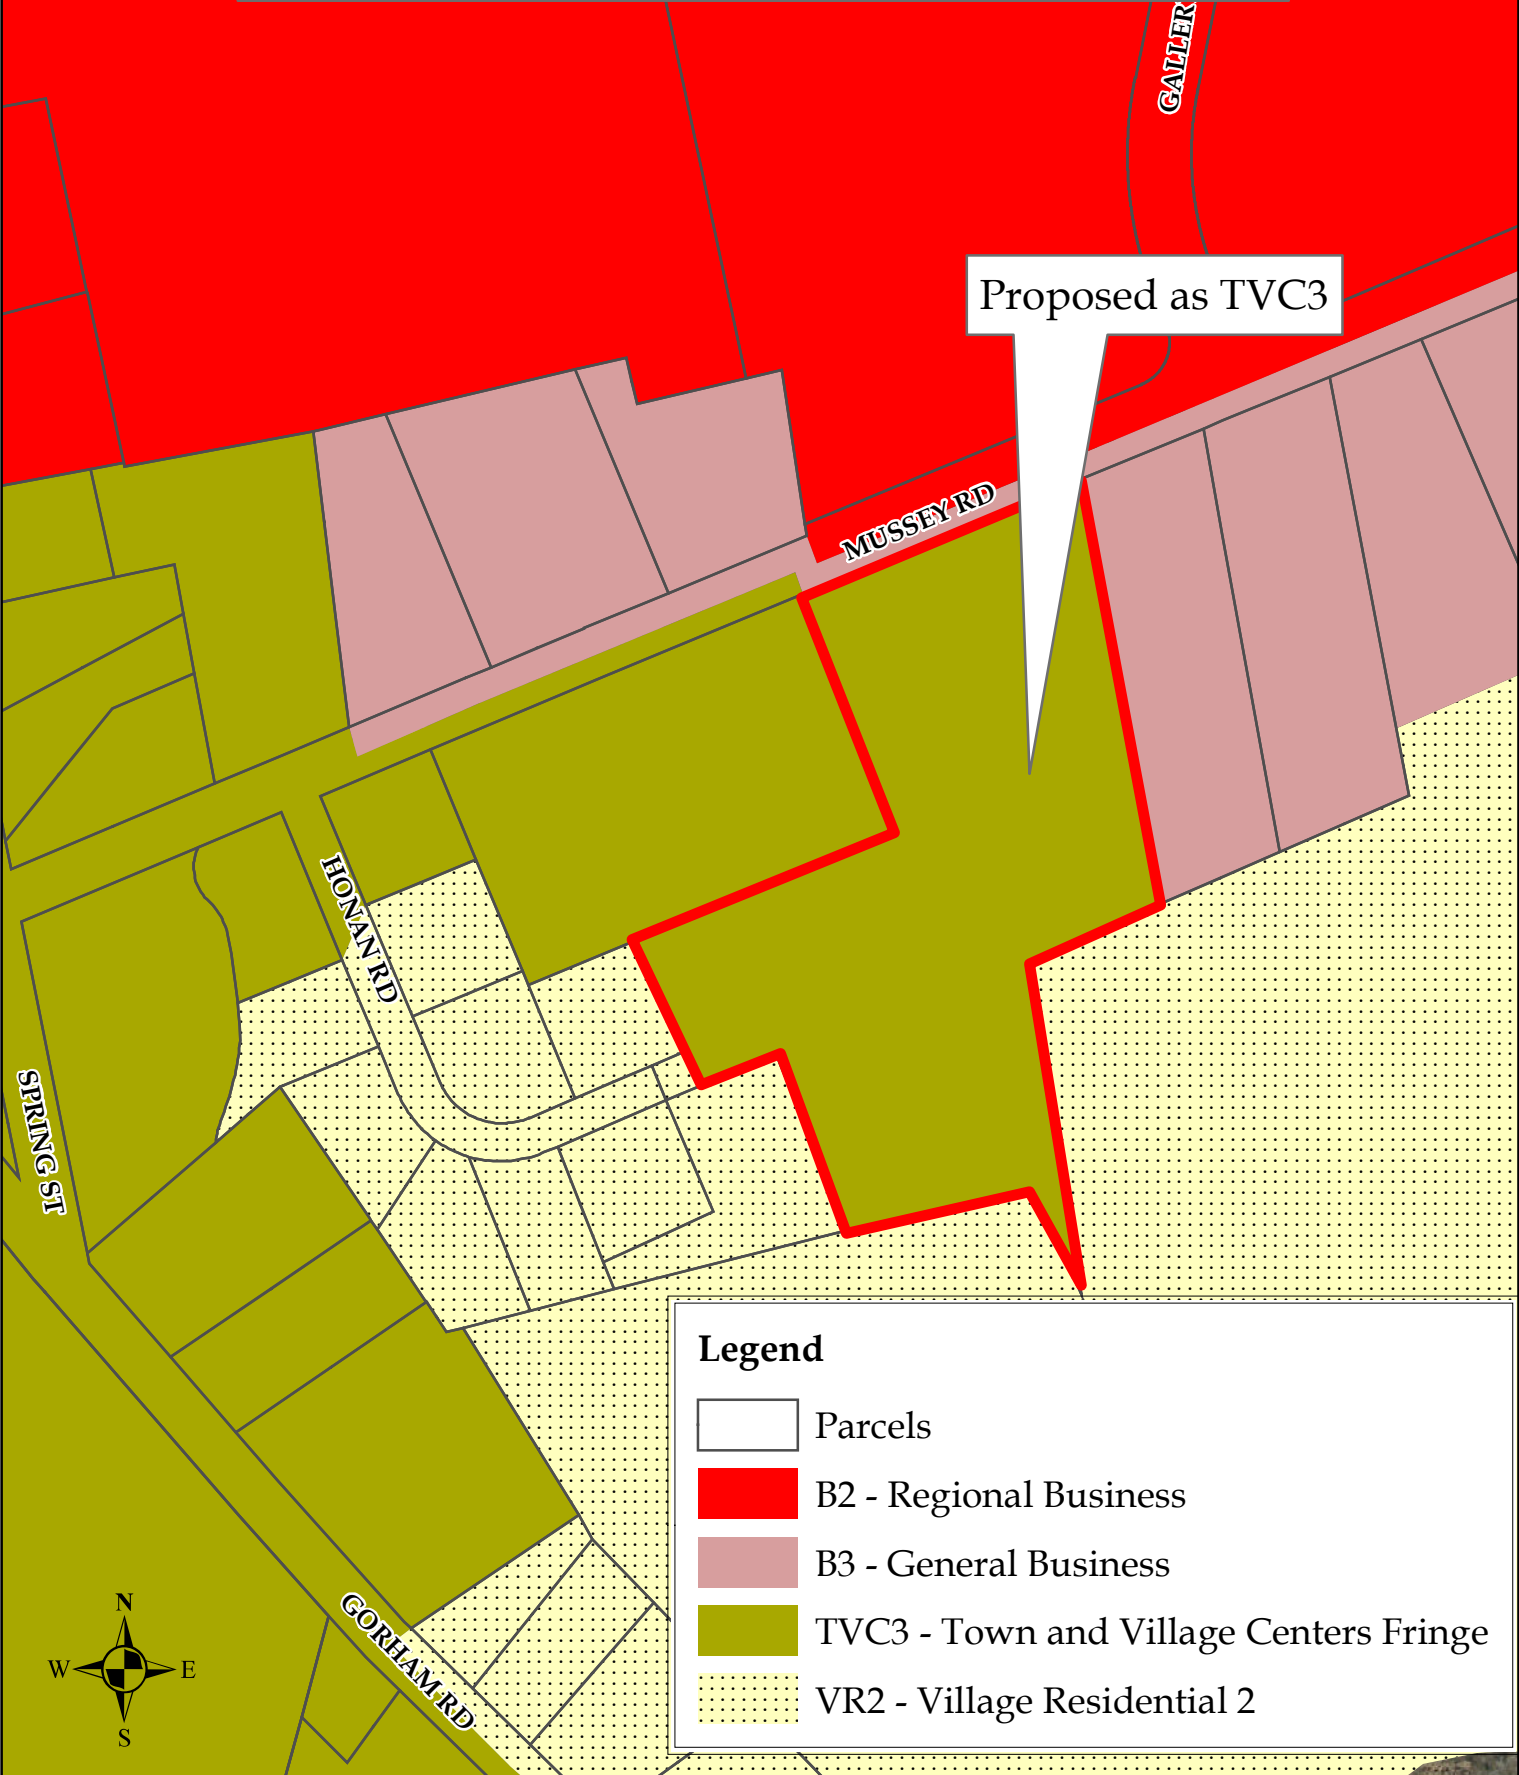 GALLER
Proposed as TVC3
MUSSEY RD
HONAN RD
SPRING ST
GORHAM RD
N
W
E
S
Legend
Parcels
B2 - Regional Business
B3 - General Business
TVC3 - Town and Village Centers Fringe
VR2 - Village Residential 2